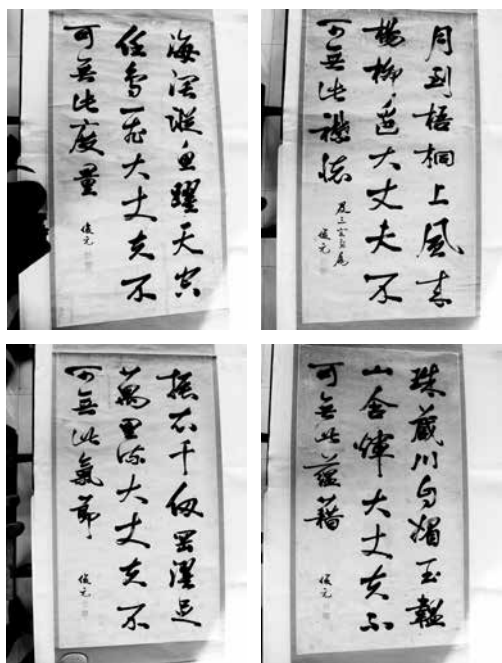 海濶縱魚躍天空
任鳥飛大丈夫不
可無此度量
俊元
月到梧桐上風來
楊柳邊大丈夫不
可無此襟懷
俊元
振衣千仞罡濯足
萬里流大丈夫不
可無此氣節
俊元
珠藏川自媚玉韞
山含煇大丈夫不
可無此蘊藉
俊元